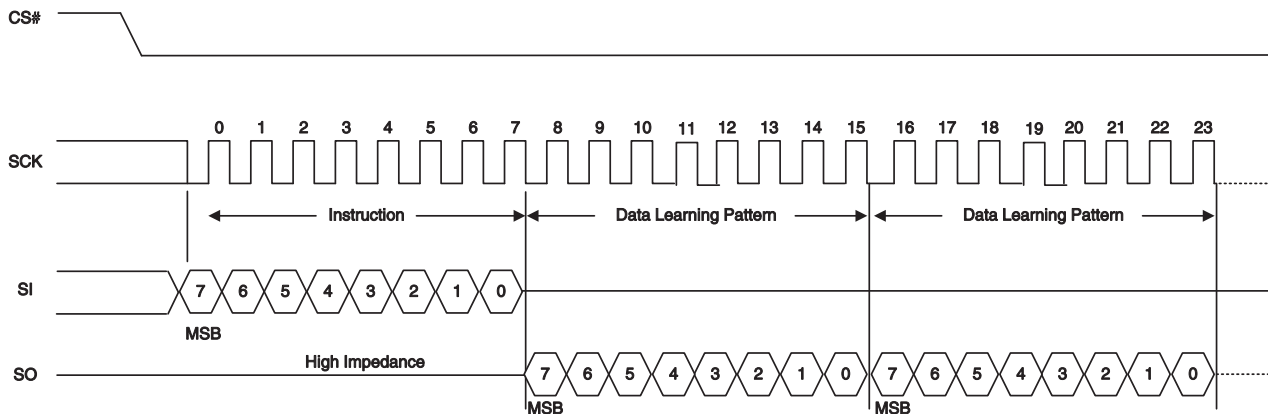 CS#
0 1 2 3 4 5 6 7 8 9 10 11 12 13 14 15 16 17 18 19 20 21 22 23
SCK
Instruction Data Learning Pattern Data Learning Pattern
SI 7 6 5 4 3 2 1 0
MSB
High Impedance
SO 7 6 5 4 3 2 1 0 7 6 5 4 3 2 1 0
MSB MSB